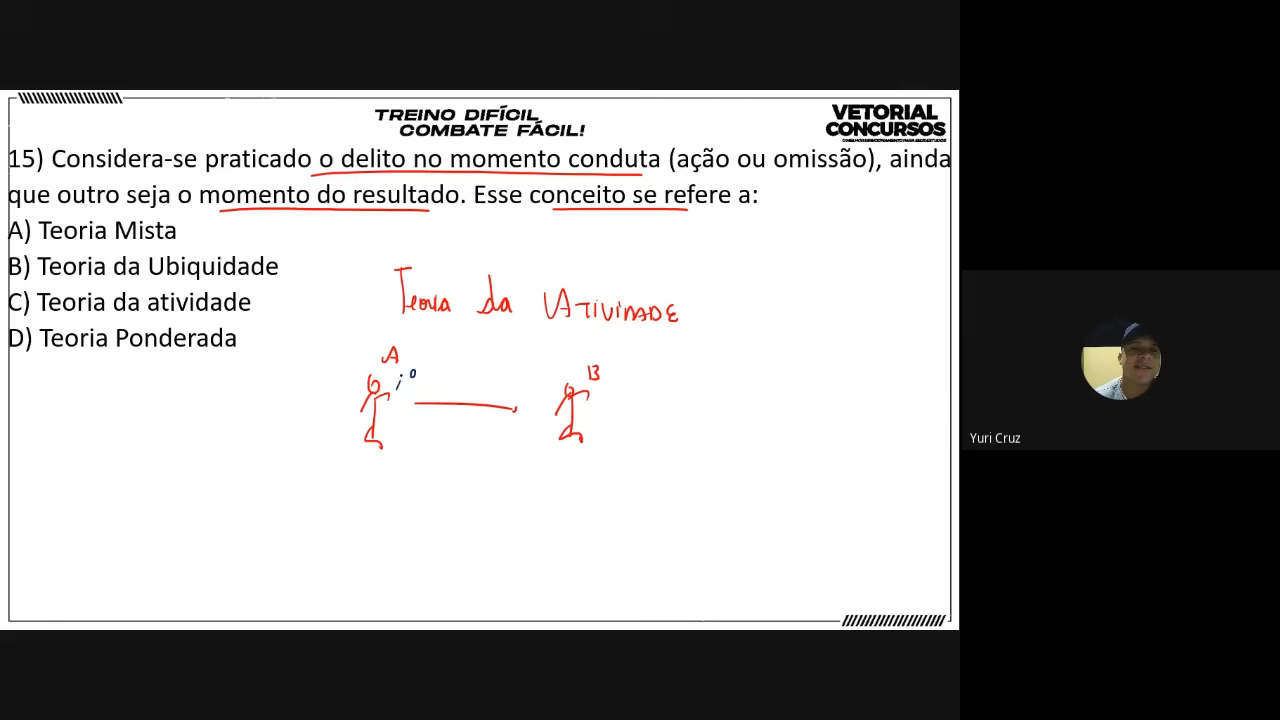 TREINO DIFÍCIL
COMBATE FÁCIL!
VETORIAL
CONCURSOS
15) Considera-se praticado o delito no momento conduta (ação ou omissão), ainda
que outro seja o momento do resultado. Esse conceito se refere a:
A) Teoria Mista
B) Teoria da Ubiquidade
C) Teoria da atividade
D) Teoria Ponderada
Teoria da ATIVIDADE
A
B
Yuri Cruz